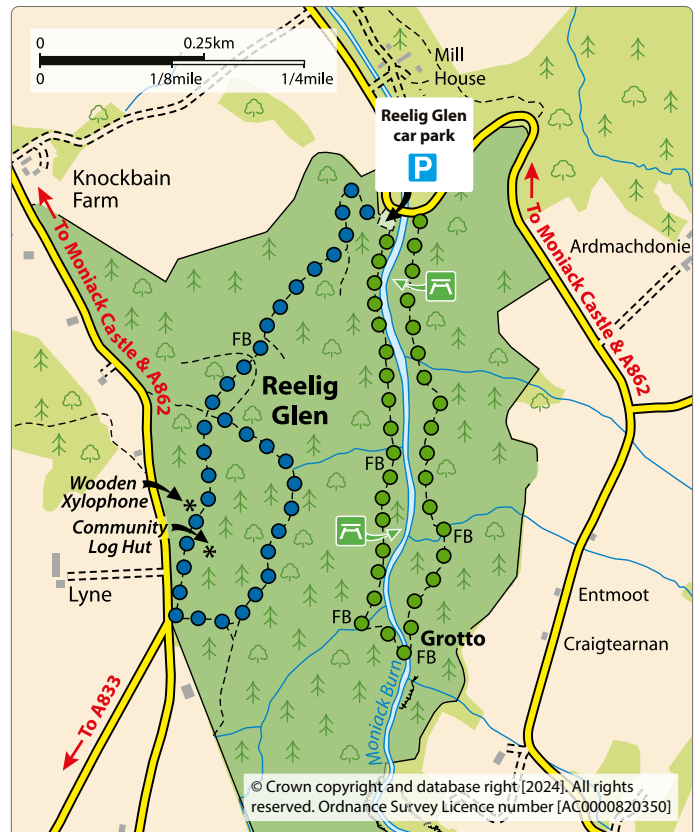 0
0.25km
0
1/8mile
1/4mile
Mill
House
Reelig Glen
car park
P
Knockbain
Farm
To Moniack Castle & A862
To Moniack Castle & A862
Ardmachdonie
FB
Reelig
Glen
FB
Wooden
Xylophone
*
Community
Log Hut
*
FB
Lyne
Entmoot
FB
Grotto
Craigtearnan
FB
To A833
Moniack Burn
© Crown copyright and database right [2024]. All rights
reserved. Ordnance Survey Licence number [AC0000820350]